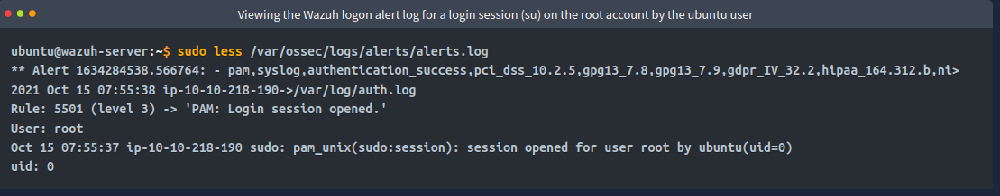 Viewing the Wazuh logon alert log for a login session (su) on the root account by the ubuntu user
ubuntu@wazuh-server:~$ sudo less /var/ossec/logs/alerts/alerts.log
** Alert 1634284538.566764: - pam,syslog,authentication_success,pci_dss_10.2.5,gpg13_7.8,gpg13_7.9,gdpr_IV_32.2,hipaa_164.312.b,ni>
2021 Oct 15 07:55:38 ip-10-10-218-190->/var/log/auth.log
Rule: 5501 (level 3) -> 'PAM: Login session opened.'
User: root
Oct 15 07:55:37 ip-10-10-218-190 sudo: pam_unix(sudo:session): session opened for user root by ubuntu(uid=0)
uid: 0